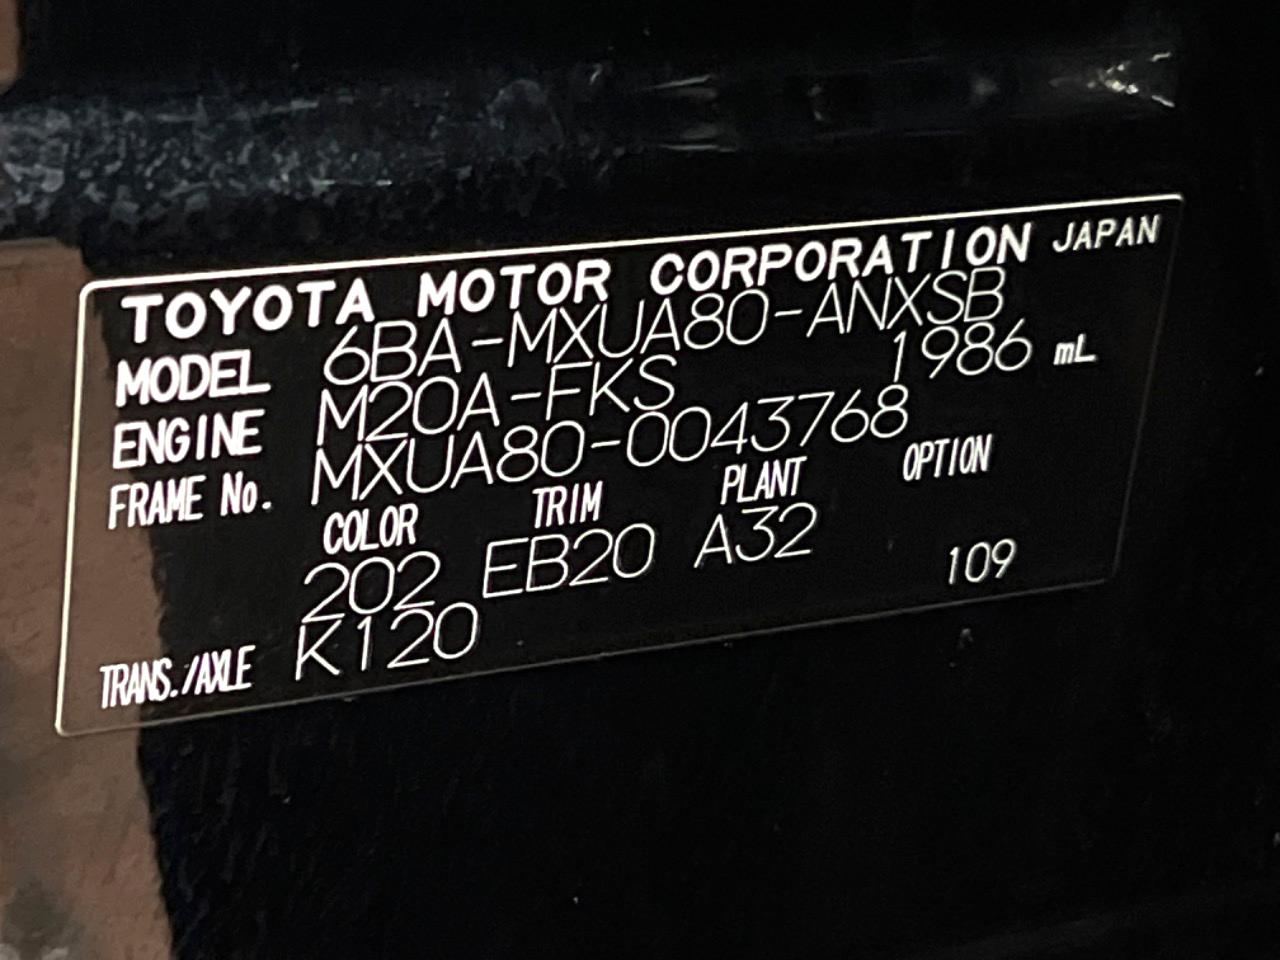 TOYOTA MOTOR CORPORATION JAPAN
MODEL 6BA-MXUA80-ANXSB
ENGINE M20A-FKS 1986 mL
FRAME No. MXUA80-0043768
COLOR TRIM PLANT OPTION
202 EB20 A32
TRANS./AXLE K120 109